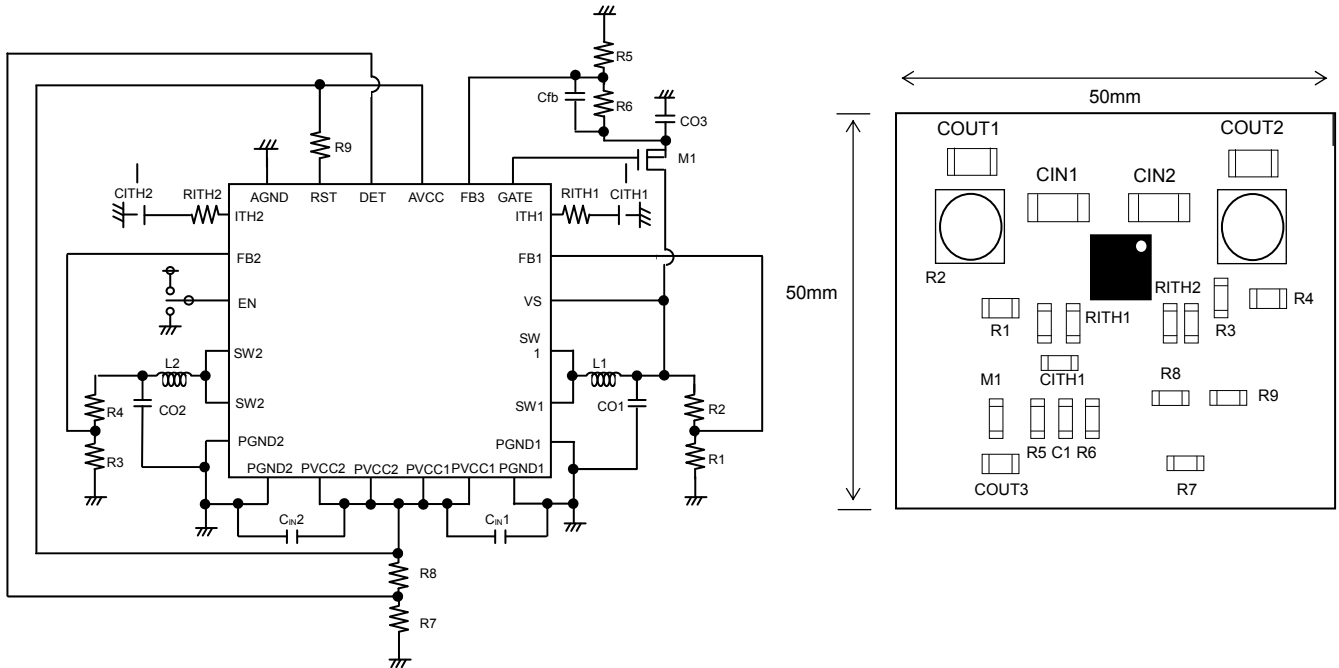 R5
Cfb
R6
CO3
R9
M1
CITH2
RITH2
AGND
RST
DET
AVCC
FB3
GATE
RITH1
CITH1
ITH2
ITH1
FB2
FB1
EN
VS
SW2
SW
1
L2
L1
SW2
SW1
R4
CO2
CO1
R2
PGND2
PGND1
R3
R1
PGND2
PVCC2
PVCC2
PVCC1
PVCC1
PGND1
CIN2
CIN1
R8
R7
50mm
50mm
COUT1
COUT2
CIN1
CIN2
R2
RITH2
R1
RITH1
R3
R4
M1
CITH1
R8
R9
R5 C1 R6
COUT3
R7